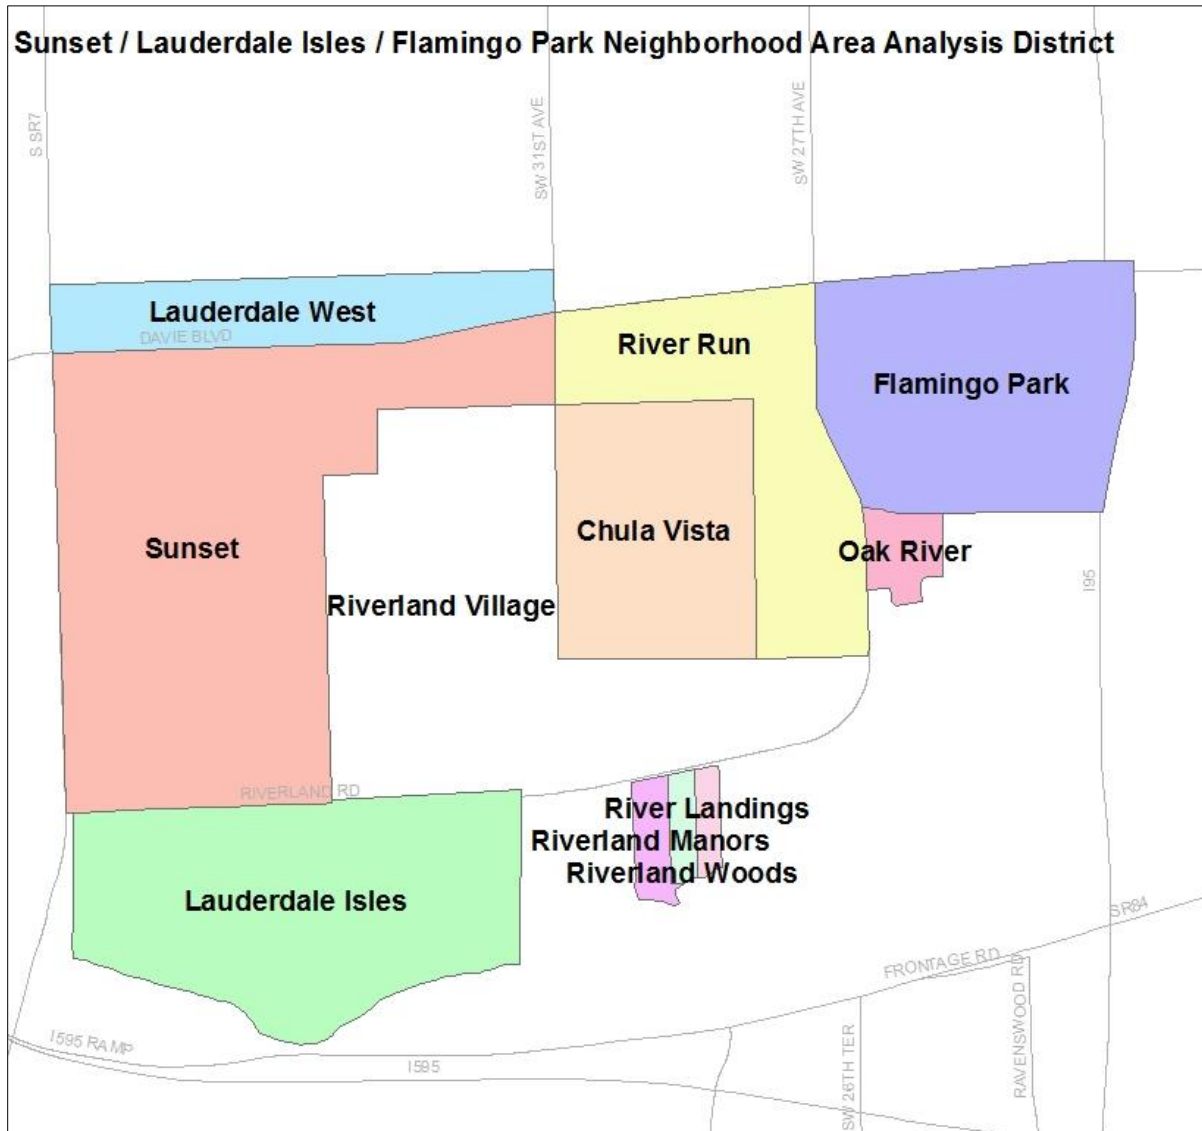 Sunset / Lauderdale Isles / Flamingo Park Neighborhood Area Analysis District
S SR7
SW 31ST AVE
SW 27TH AVE
Lauderdale West
DAVIE BLVD
River Run
Flamingo Park
Sunset
Chula Vista
Oak River
Riverland Village
I95
RIVERLAND RD
River Landings
Riverland Manors
Riverland Woods
Lauderdale Isles
SR84
FRONTAGE RD
RAVENSWOOD RD
I595 RAMP
I595
SW 26TH TER